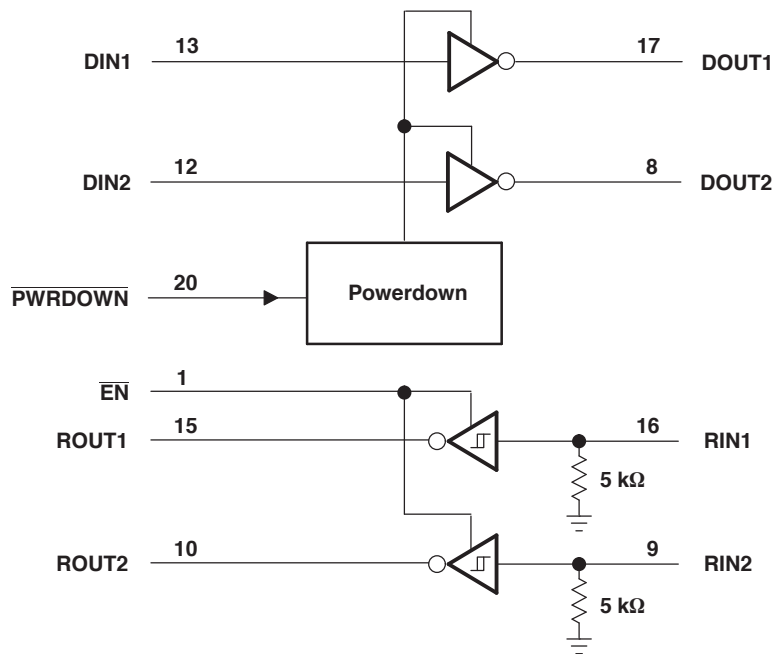 DIN1 13 17 DOUT1
DIN2 12 8 DOUT2
PWRDOWN 20 Powerdown
EN 1
ROUT1 15 16 RIN1
5 kΩ
ROUT2 10 9 RIN2
5 kΩ